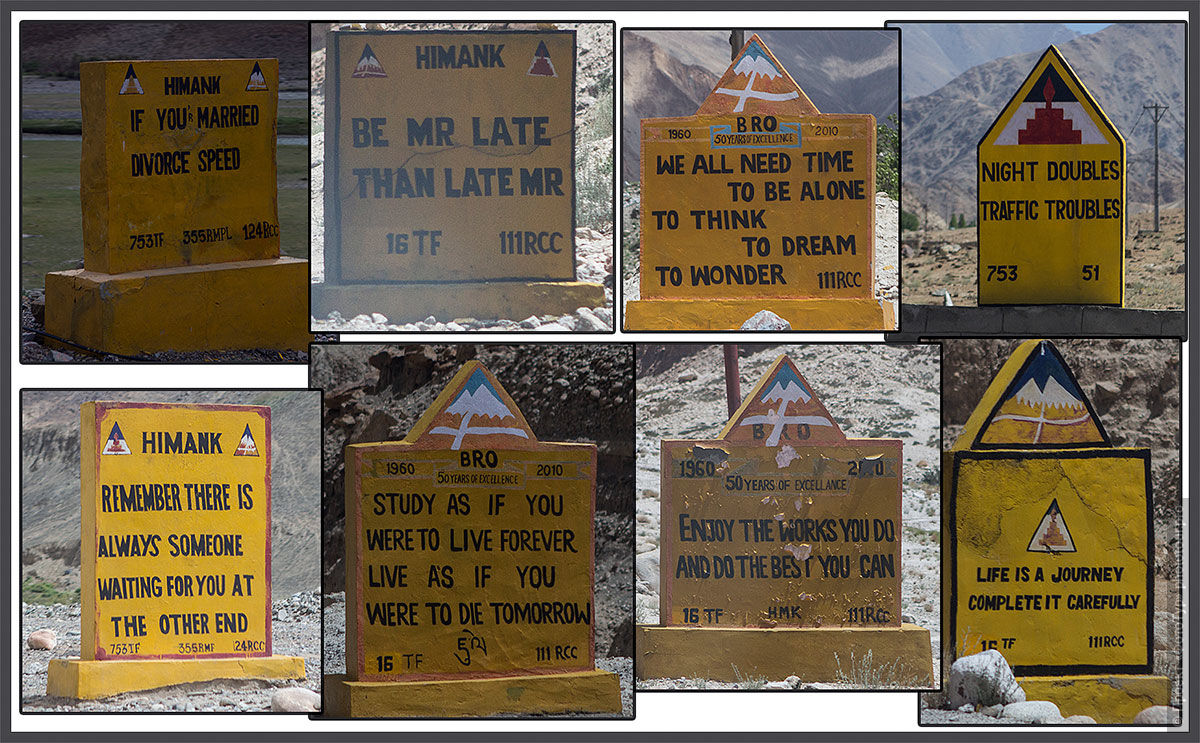 HIMANK
IF YOU'R MARRIED
DIVORCE SPEED
753TF 355RMPL 124RCC
HIMANK
BE MR LATE
THAN LATE MR
16 TF 111RCC
BRO
1960 2010
50 YEARS OF EXCELLENCE
WE ALL NEED TIME
TO BE ALONE
TO THINK
TO DREAM
TO WONDER 111RCC
NIGHT DOUBLES
TRAFFIC TROUBLES
753 51
HIMANK
REMEMBER THERE IS
ALWAYS SOMEONE
WAITING FOR YOU AT
THE OTHER END
753TF 355RMF 24RCC
BRO
1960 2010
50 YEARS OF EXCELLENCE
STUDY AS IF YOU
WERE TO LIVE FOREVER
LIVE AS IF YOU
WERE TO DIE TOMORROW
16 TF 111 RCC
BRO
1960 2010
50 YEARS OF EXCELLANCE
ENJOY THE WORKS YOU DO
AND DO THE BEST YOU CAN
16 TF HMK 111RCC
LIFE IS A JOURNEY
COMPLETE IT CAREFULLY
16 TF 111RCC